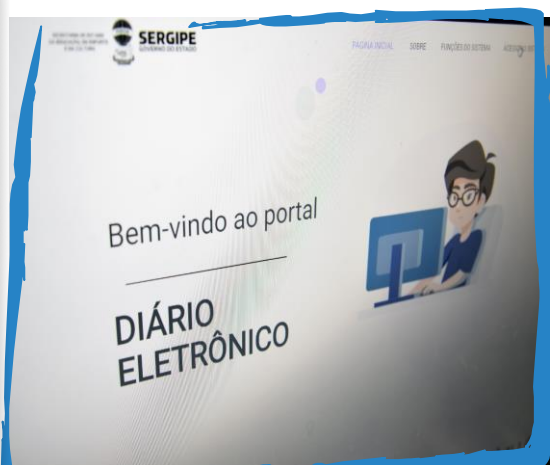 SERGIPE
GOVERNO DO ESTADO
PÁGINA INICIAL SOBRE FUNÇÕES DO SISTEMA
Bem-vindo ao portal
DIÁRIO
ELETRÔNICO